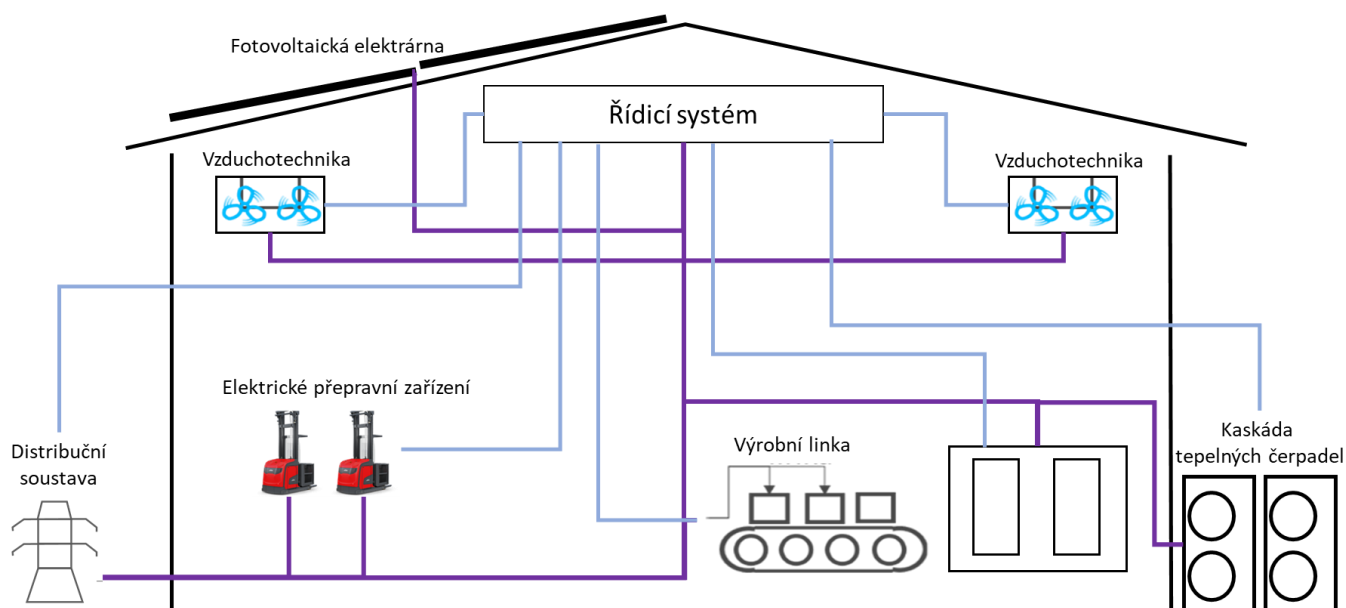 Fotovoltaická elektrárna
Řídicí systém
Vzduchotechnika
Vzduchotechnika
Elektrické přepravní zařízení
Distribuční
soustava
Výrobní linka
Kaskáda
tepelných čerpadel